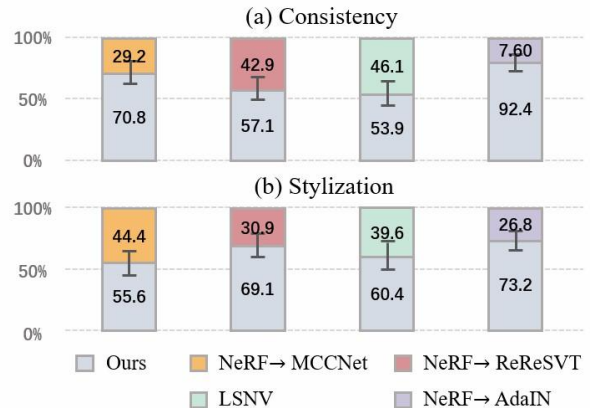 (a) Consistency
100%
29.2 42.9 46.1 7.60
50%
70.8 57.1 53.9 92.4
0%
(b) Stylization
100%
44.4 30.9 39.6 26.8
50%
55.6 69.1 60.4 73.2
0%
Ours NeRF→ MCCNet NeRF→ ReReSVT
LSNV NeRF→ AdaIN